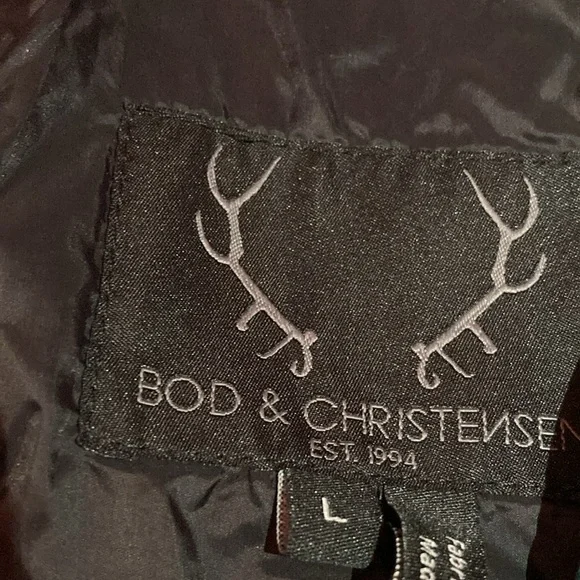 BOD & CHRISTENSEN
EST. 1994
L